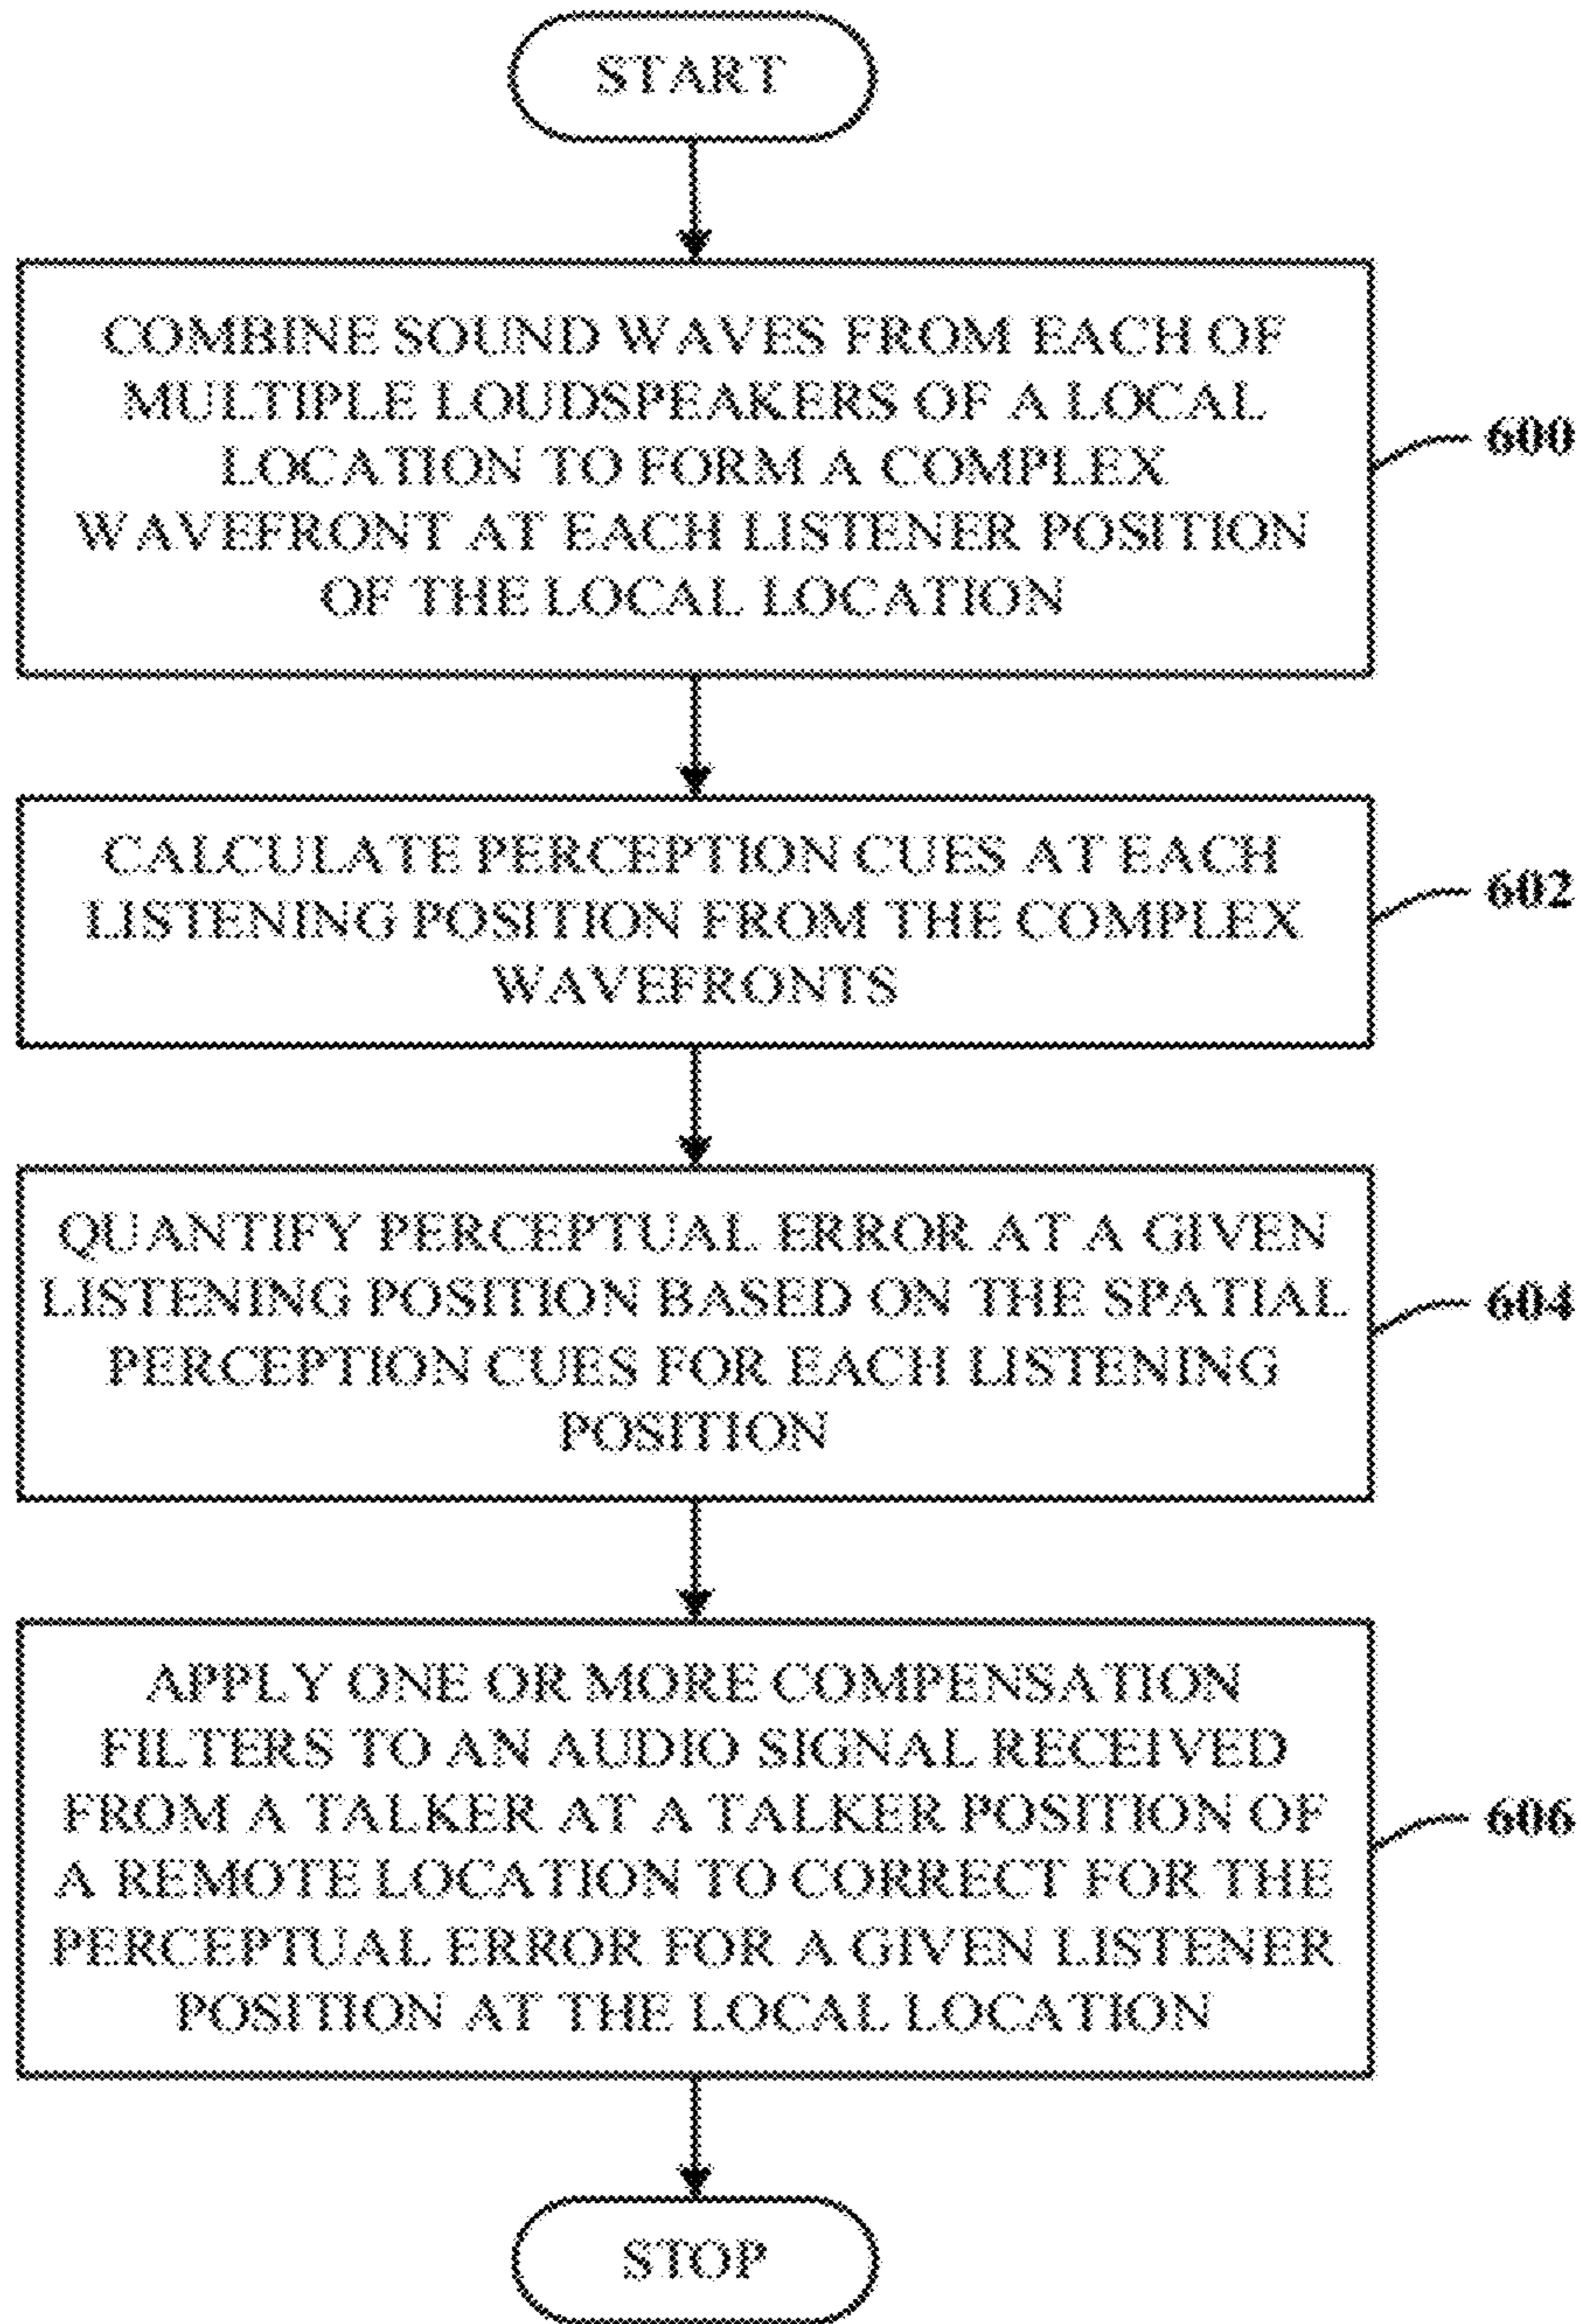 START
COMBINE SOUND WAVES FROM EACH OF
MULTIPLE LOUDSPEAKERS OF A LOCAL
LOCATION TO FORM A COMPLEX
WAVEFRONT AT EACH LISTENER POSITION
OF THE LOCAL LOCATION
600
CALCULATE PERCEPTION CUES AT EACH
LISTENING POSITION FROM THE COMPLEX
WAVEFRONTS
602
QUANTIFY PERCEPTUAL ERROR AT A GIVEN
LISTENING POSITION BASED ON THE SPATIAL
PERCEPTION CUES FOR EACH LISTENING
POSITION
604
APPLY ONE OR MORE COMPENSATION
FILTERS TO AN AUDIO SIGNAL RECEIVED
FROM A TALKER AT A TALKER POSITION OF
A REMOTE LOCATION TO CORRECT FOR THE
PERCEPTUAL ERROR FOR A GIVEN LISTENER
POSITION AT THE LOCAL LOCATION
606
STOP